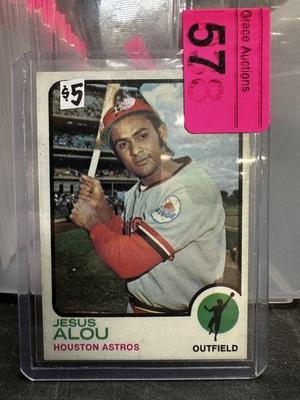 Grace Auctions
578
$5
JESUS
ALOU
HOUSTON ASTROS
OUTFIELD